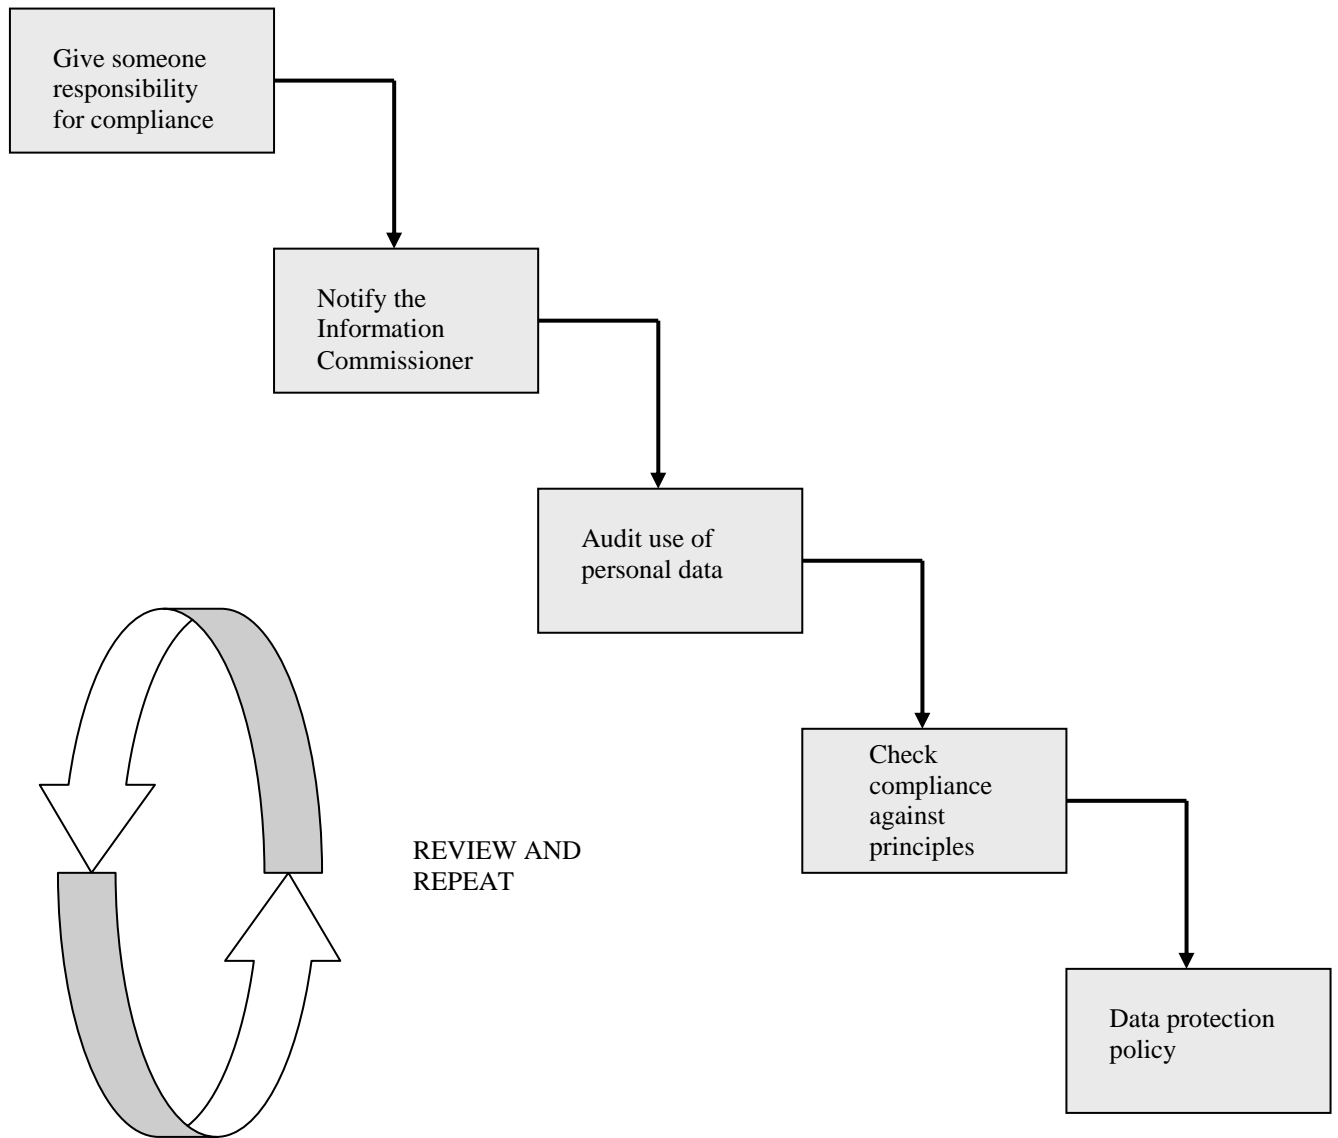 Give someone
responsibility
for compliance
Notify the
Information
Commissioner
Audit use of
personal data
Check
compliance
against
principles
REVIEW AND
REPEAT
Data protection
policy